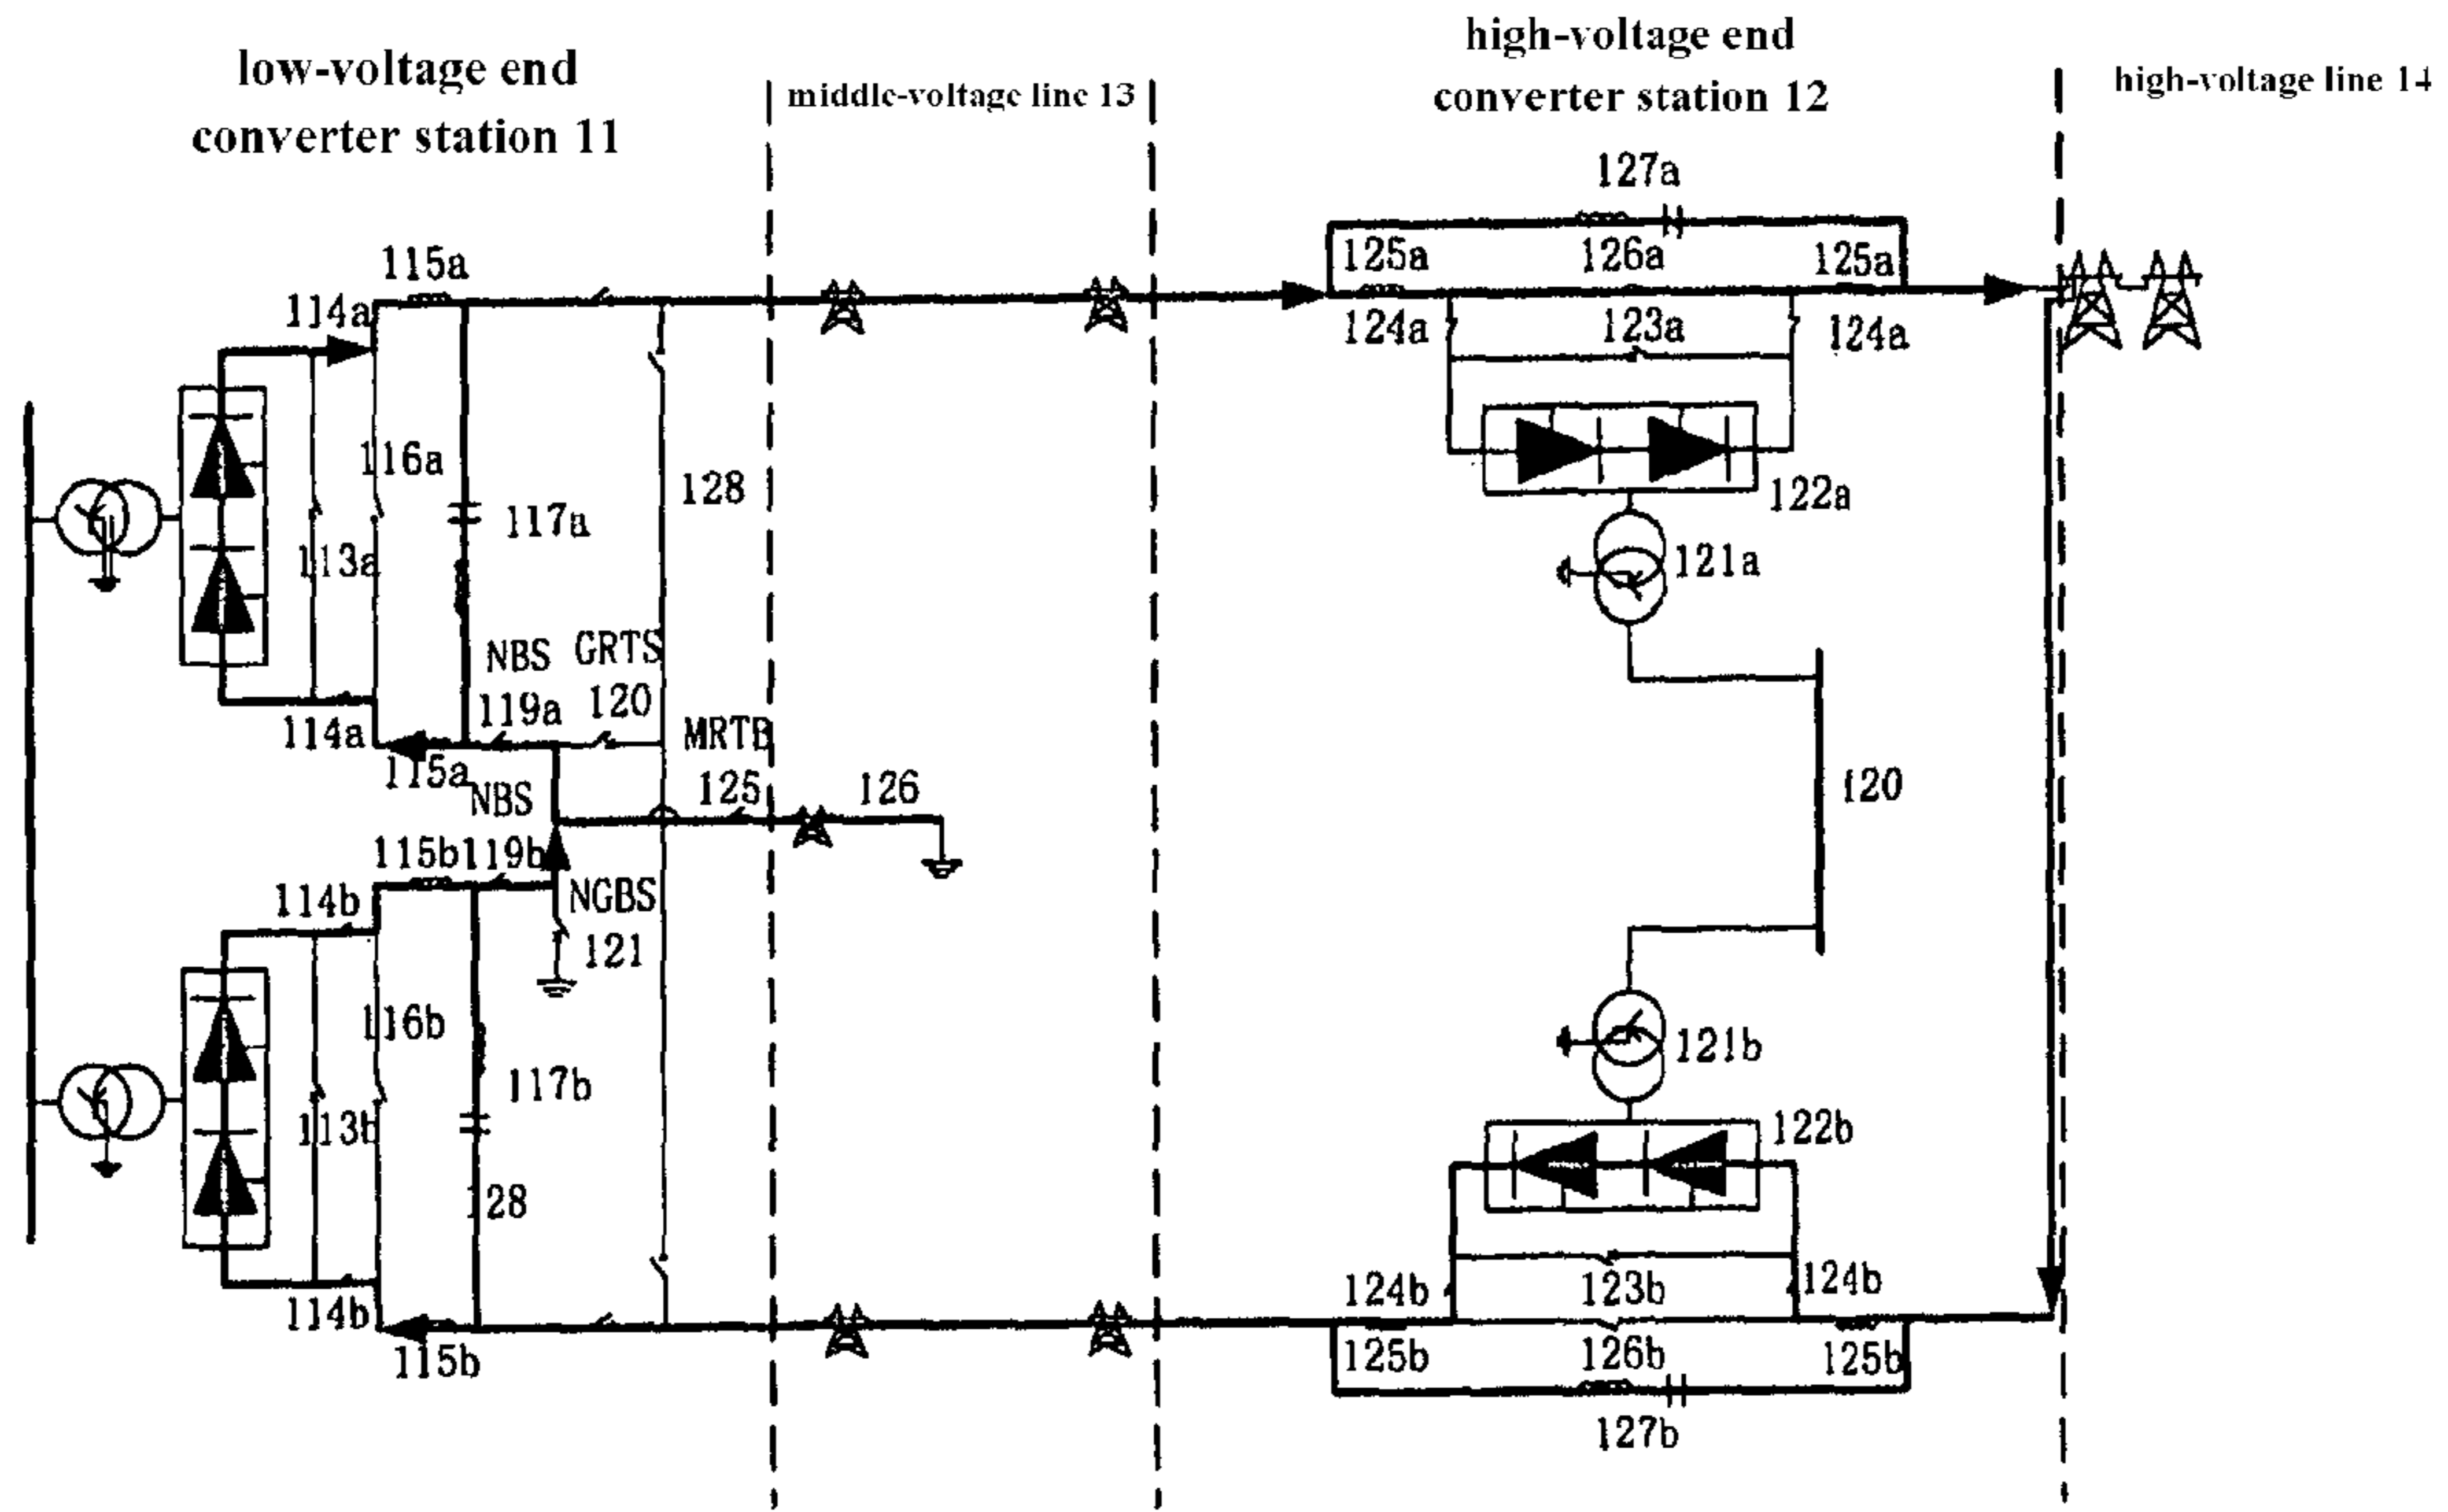 low-voltage end
converter station 11
middle-voltage line 13
high-voltage end
converter station 12
high-voltage line 14
127a
115a
125a
126a
125a
114a
124a
123a
124a
116a
128
122a
117a
113a
121a
NBS
GRTS
119a
120
114a
MRTB
115a
NBS
125
126
120
115b
119b
114b
NGBS
121
116b
121b
117b
113b
122b
28
124b
123b
124b
114b
115b
125b
126b
125b
127b